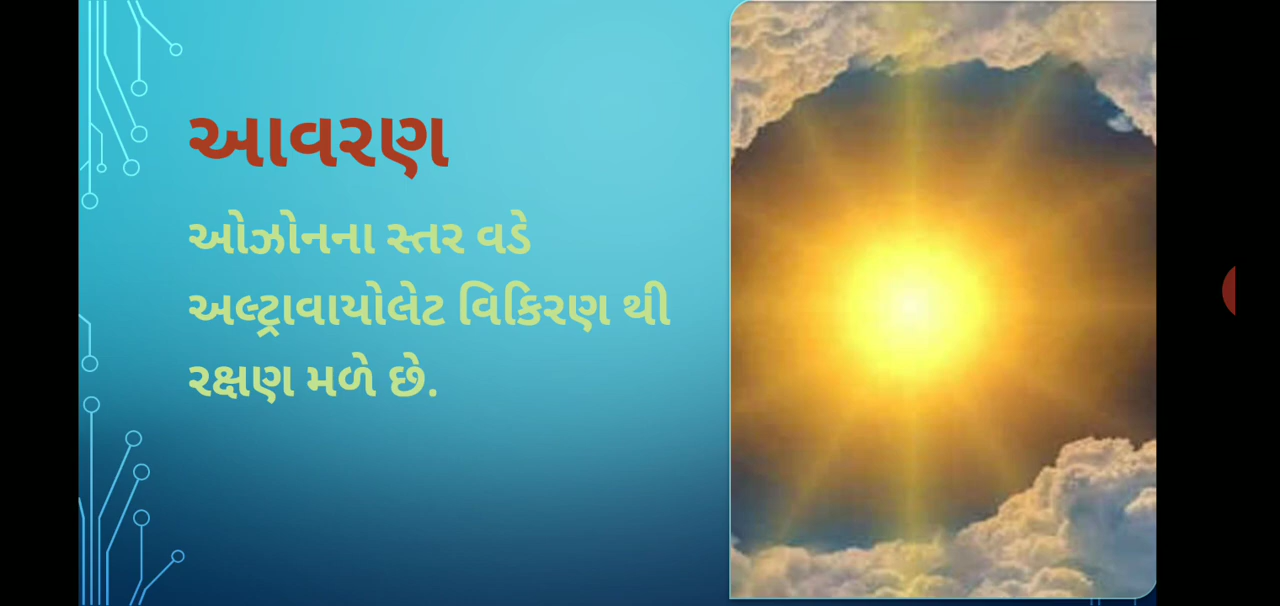 આવરણ
ઓઝોનના સ્તર વડે
અલ્ટ્રાવાયોલેટ વિકિરણ થી
રક્ષણ મળે છે.